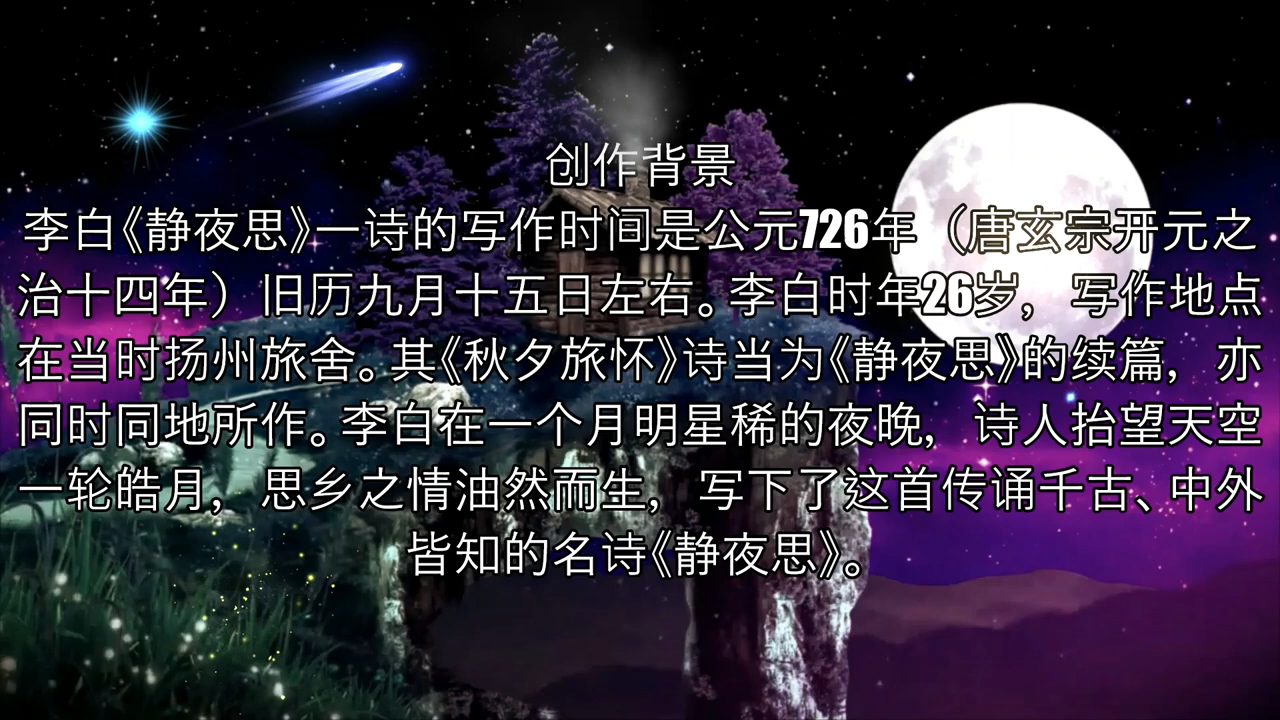 创作背景
李白《静夜思》一诗的写作时间是公元726年（唐玄宗开元之
治十四年）旧历九月十五日左右。李白时年26岁，写作地点
在当时扬州旅舍。其《秋夕旅怀》诗当为《静夜思》的续篇，亦
同时同地所作。李白在一个月明星稀的夜晚，诗人抬望天空
一轮皓月，思乡之情油然而生，写下了这首传诵千古、中外
皆知的名诗《静夜思》。